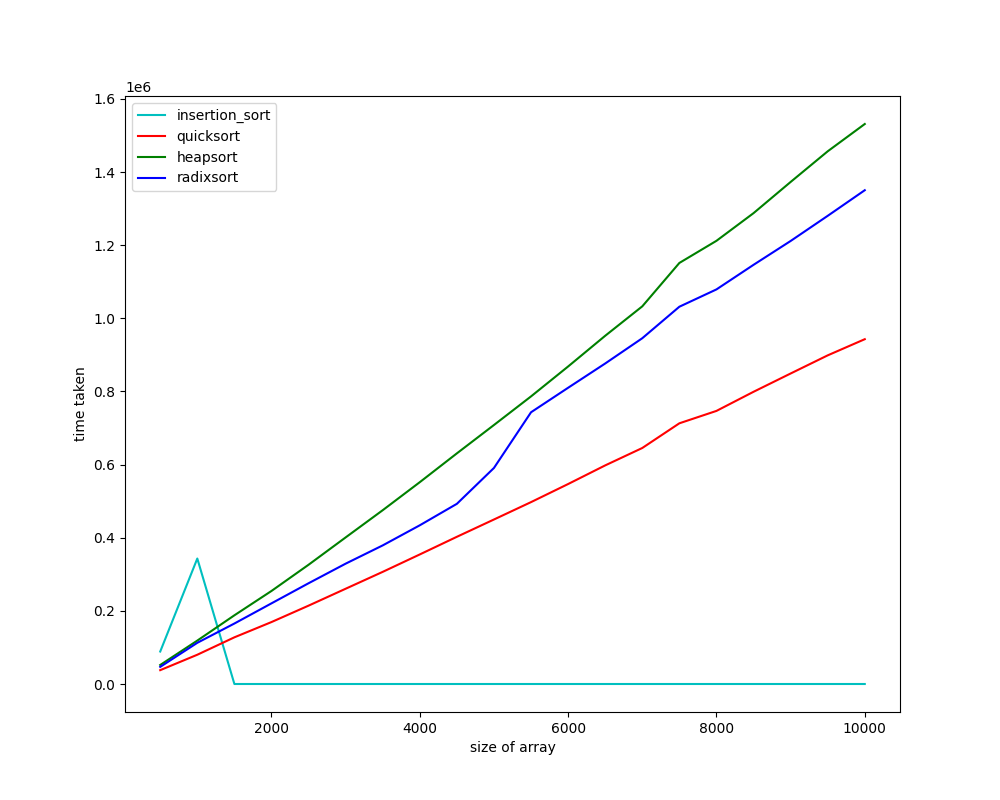 1e6
1.6
1.4
1.2
1.0
0.8
0.6
0.4
0.2
0.0
time taken
insertion_sort
quicksort
heapsort
radixsort
2000
4000
6000
8000
10000
size of array